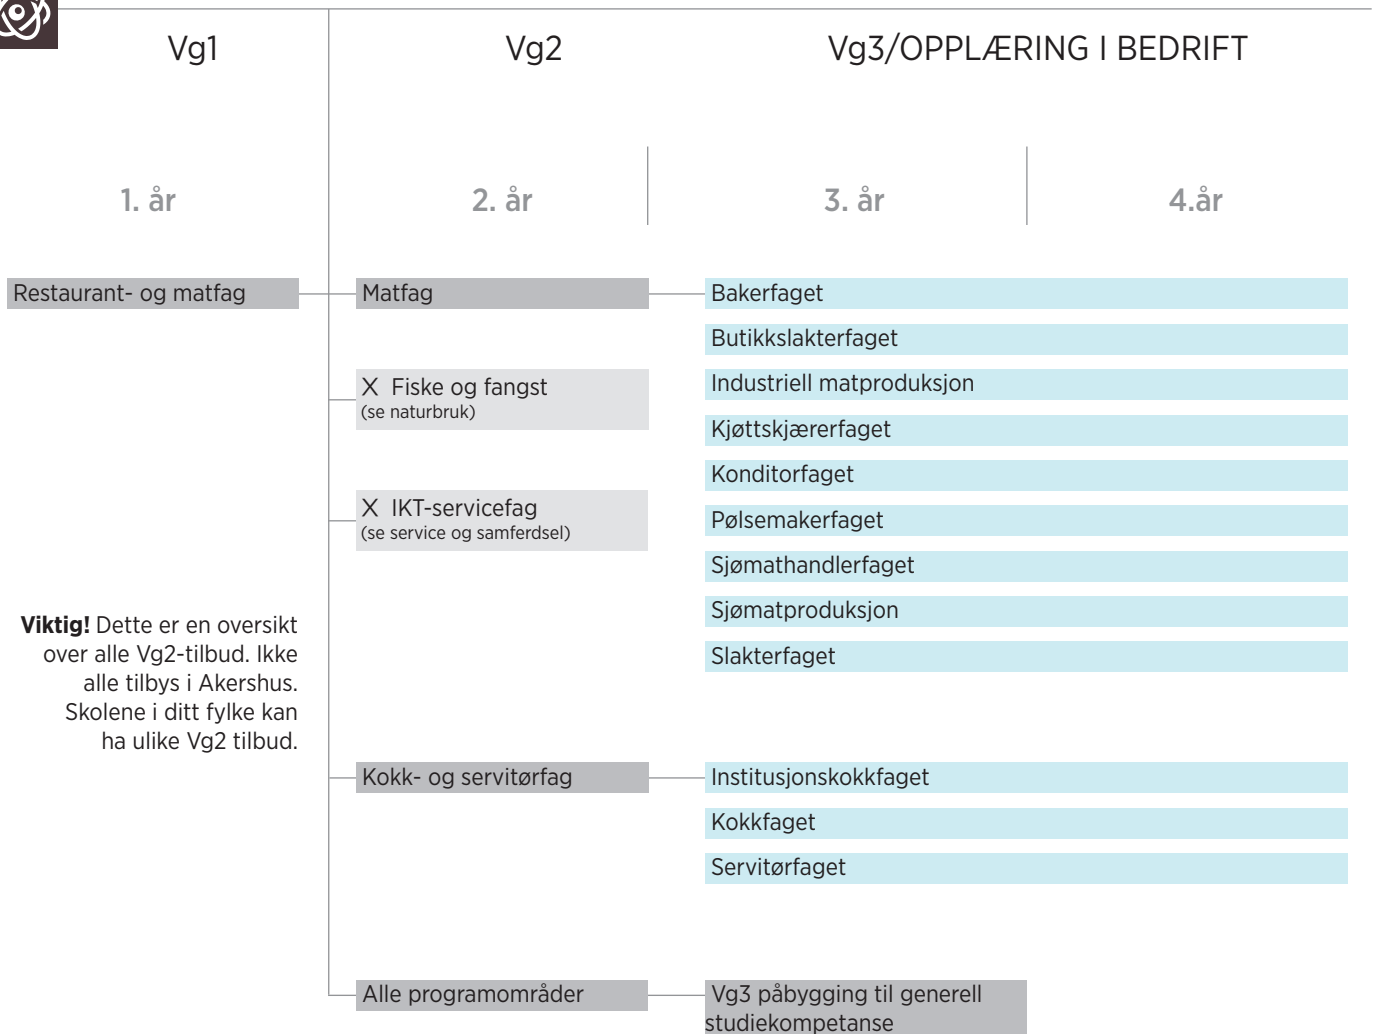 Vg1
Vg2
Vg3/OPPLÆRING I BEDRIFT
1. år
2. år
3. år
4.år
Restaurant- og matfag
Matfag
Bakerfaget
Butikkslakterfaget
X Fiske og fangst
(se naturbruk)
Industriell matproduksjon
Kjøttskjærerfaget
Konditorfaget
X IKT-servicefag
(se service og samferdsel)
Pølsemakerfaget
Sjømathandlerfaget
Sjømatproduksjon
Slakterfaget
Viktig! Dette er en oversikt
over alle Vg2-tilbud. Ikke
alle tilbys i Akershus.
Skolene i ditt fylke kan
ha ulike Vg2 tilbud.
Kokk- og servitørfag
Institusjonskokkfaget
Kokkfaget
Servitørfaget
Alle programområder
Vg3 påbygging til generell
studiekompetanse